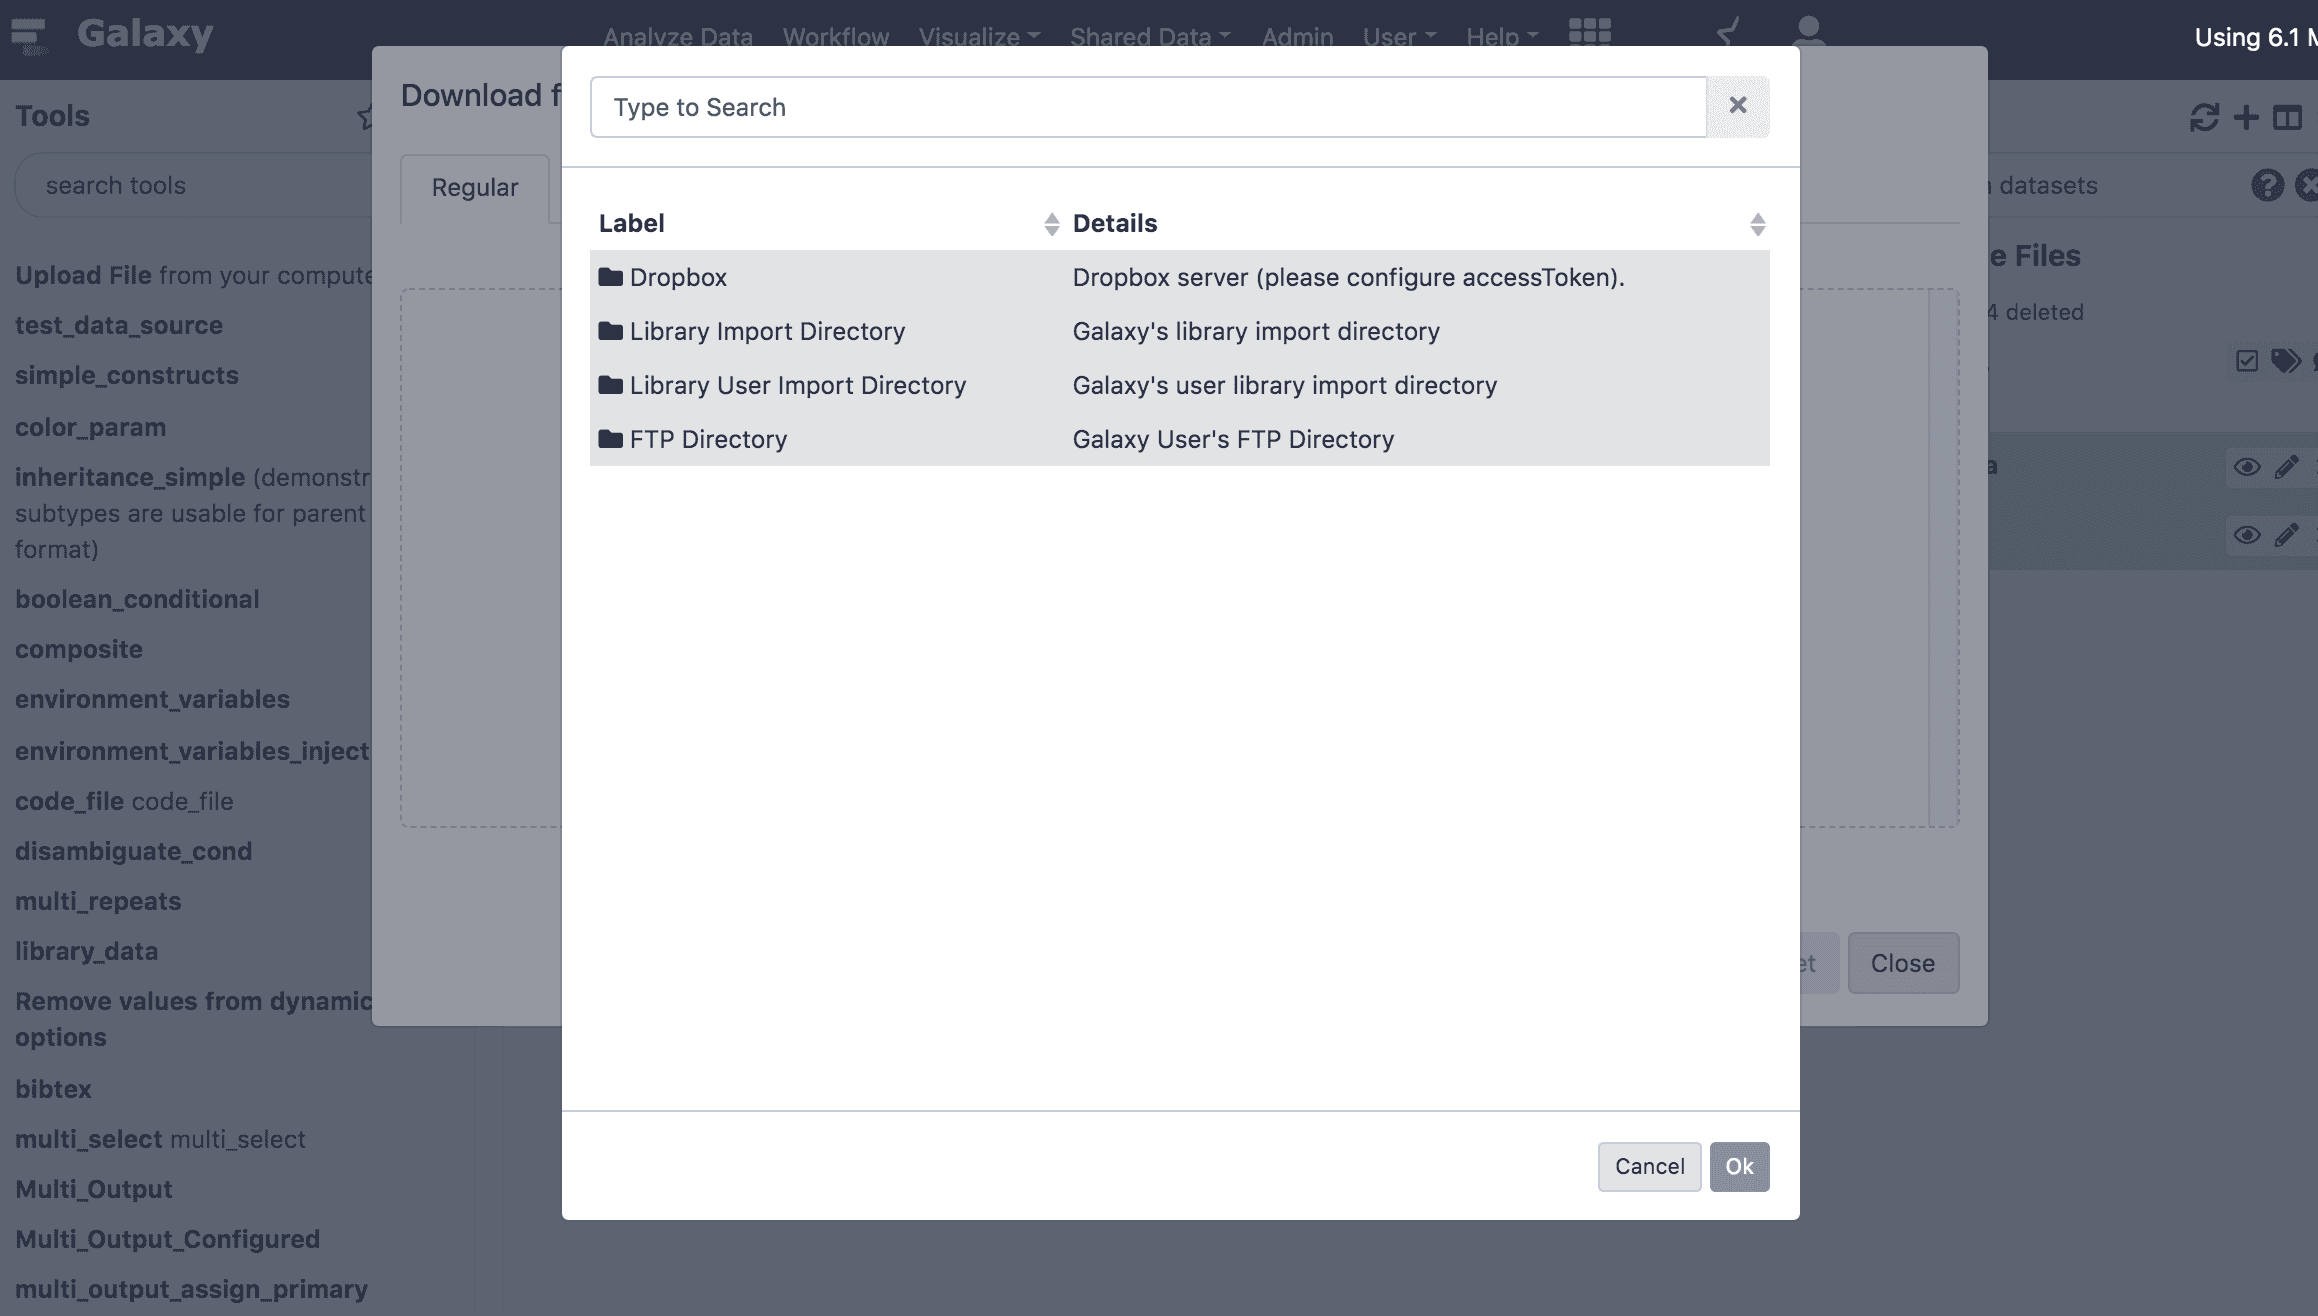 Galaxy
Analyze Data Workflow Visualize Shared Data Admin User Help
Using 6.1
Tools
search tools
Upload File from your
test_data_source
simple_constructs
color_param
inheritance_simple
subtypes are usable for parent
format)
boolean_conditional
composite
environment_variables
environment_variables_inject
code_file code_file
disambiguate_cond
multi_repeats
library_data
Remove values from dynamic
options
bibtex
multi_select multi_select
Multi_Output
Multi_Output_Configured
multi_output_assign_primary
Download
Regular
Type to Search
Label Details
Dropbox Dropbox server (please configure accessToken).
Library Import Directory Galaxy's library import directory
Library User Import Directory Galaxy's user library import directory
FTP Directory Galaxy User's FTP Directory
Cancel Ok
Close
datasets
Files
4 deleted